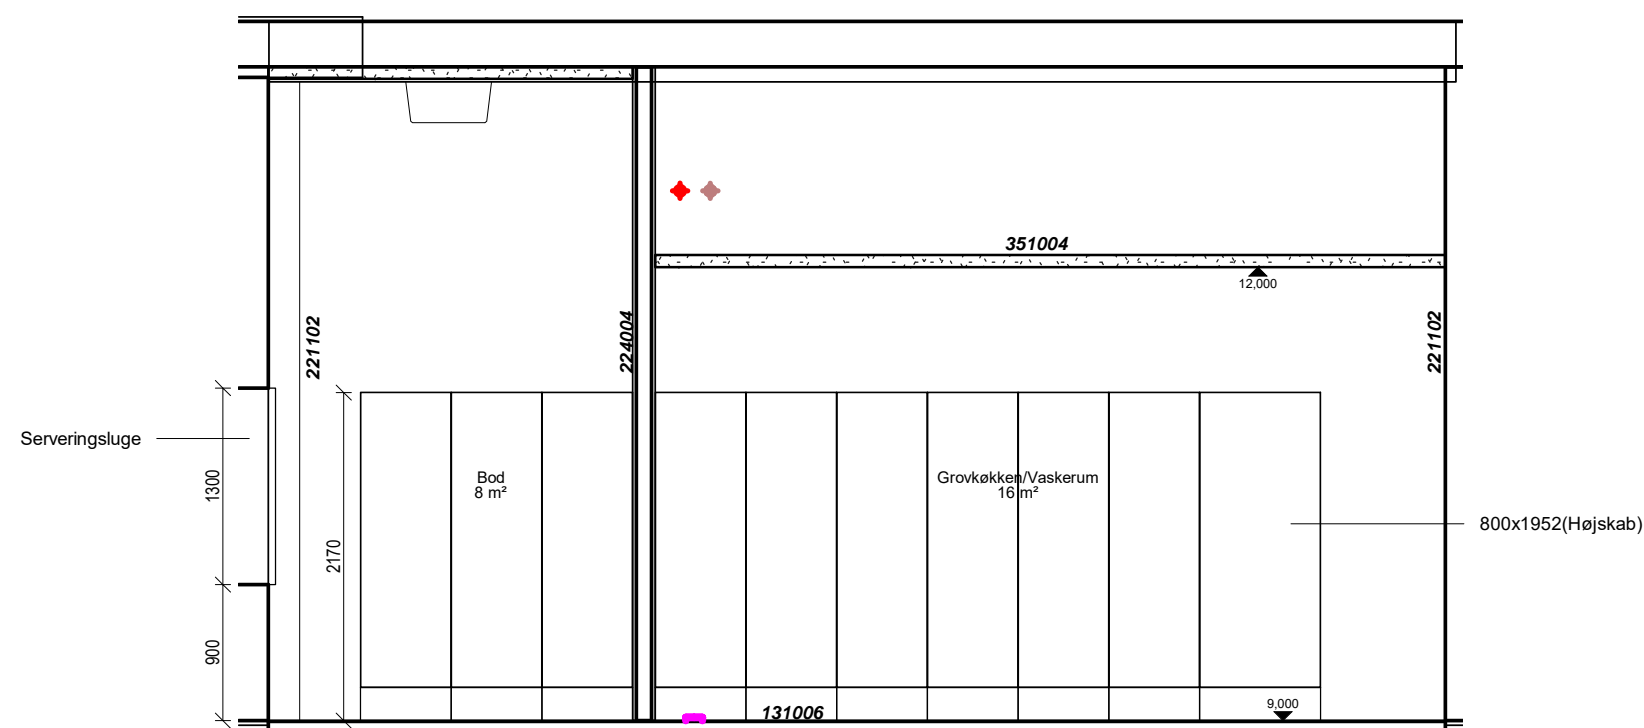 351004
12,000
221102
224004
221102
Serveringsluge
1300
Bod
8 m²
Grovkøkken/Vaskerum
16 m²
800x1952(Højskab)
2170
900
131006
9,000